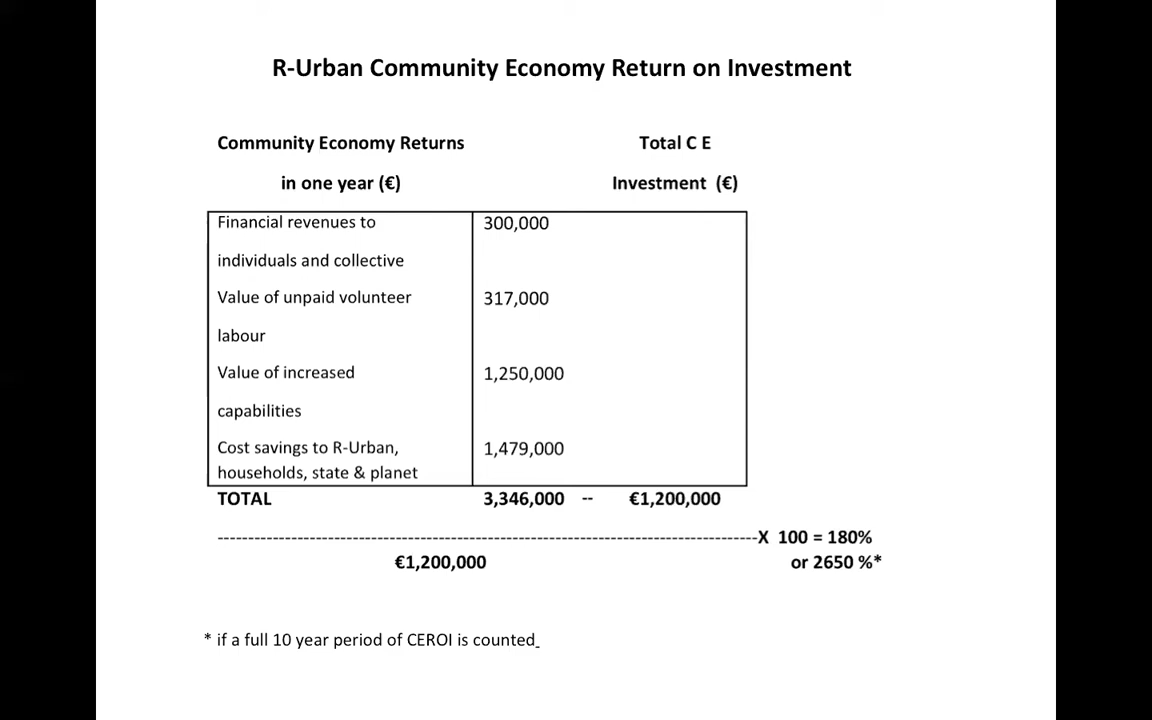 R-Urban Community Economy Return on Investment
Community Economy Returns Total C E
in one year (€) Investment (€)
Financial revenues to 300,000
individuals and collective
Value of unpaid volunteer 317,000
labour
Value of increased 1,250,000
capabilities
Cost savings to R-Urban, 1,479,000
households, state & planet
TOTAL 3,346,000 -- €1,200,000
-----------------------------------------------------------------------------------------X 100 = 180%
€1,200,000 or 2650 %*
* if a full 10 year period of CEROI is counted_